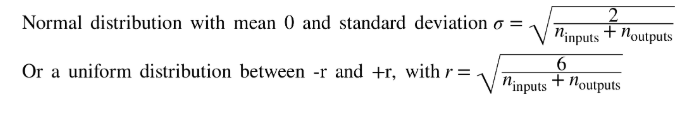 Normal distribution with mean 0 and standard deviation σ = √(2 / (n_inputs + n_outputs))
Or a uniform distribution between -r and +r, with r = √(6 / (n_inputs + n_outputs))